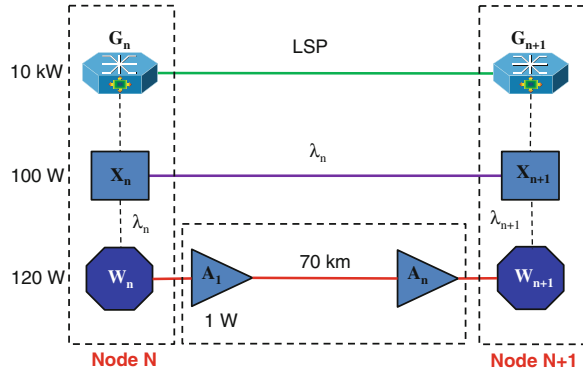 Gₙ LSP Gₙ₊₁
10 kW
λₙ
100 W Xₙ Xₙ₊₁
λₙ λₙ₊₁
120 W Wₙ A₁ 70 km Aₙ Wₙ₊₁
1 W
Node N Node N+1